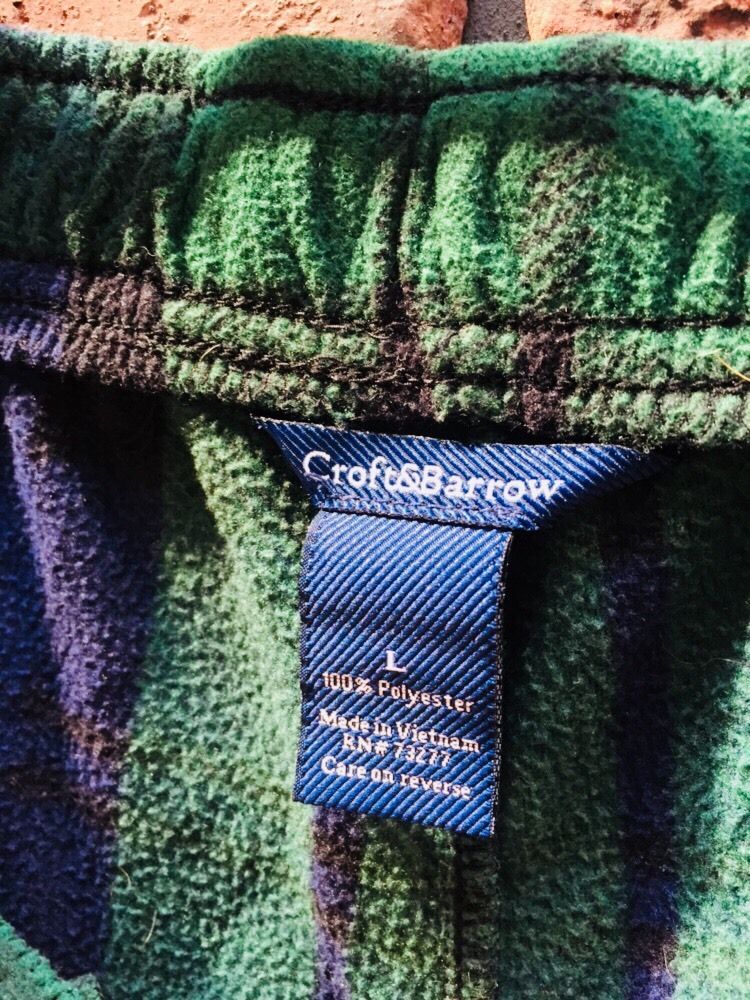 Croft&Barrow
L
100% Polyester
Made in Vietnam
RN# 73277
Care on reverse